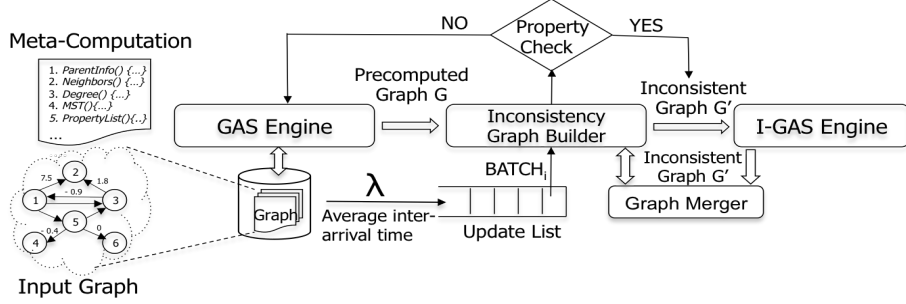 NO
Property
Check
YES
Meta-Computation
1. ParentInfo() {...}
2. Neighbors() {...}
3. Degree() {...}
4. MST(){...}
5. PropertyList(){..}
...
Precomputed
Graph G
Inconsistent
Graph G'
GAS Engine
Inconsistency
Graph Builder
I-GAS Engine
BATCHi
Inconsistent
Graph G'
Graph Merger
2
7.5
1.8
- 0.9
1
3
5
- 0.4
0
4
6
Graph
λ
Average inter-
arrival time
Update List
Input Graph